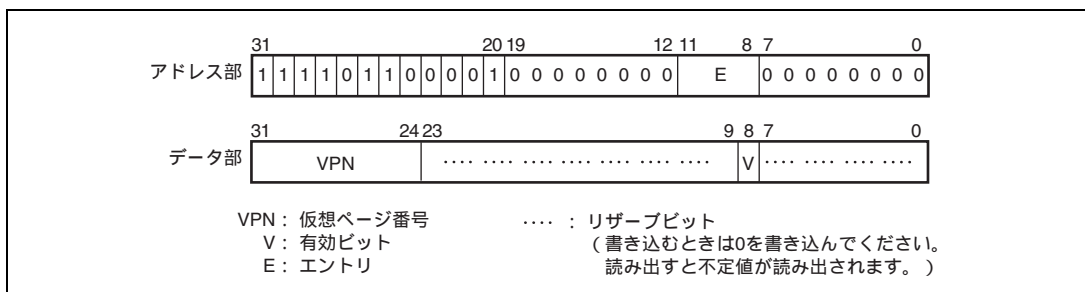 31 20 19 12 11 8 7 0
アドレス部 1 1 1 1 0 1 1 0 0 0 0 1 0 0 0 0 0 0 0 0 E 0 0 0 0 0 0 0 0
31 24 23 9 8 7 0
データ部 VPN ···· ···· ···· ···· ···· ···· ···· V ···· ···· ···· ····
VPN： 仮想ページ番号 ···· ： リザーブビット
V： 有効ビット （書き込むときは0を書き込んでください。
E： エントリ 読み出すと不定値が読み出されます。）